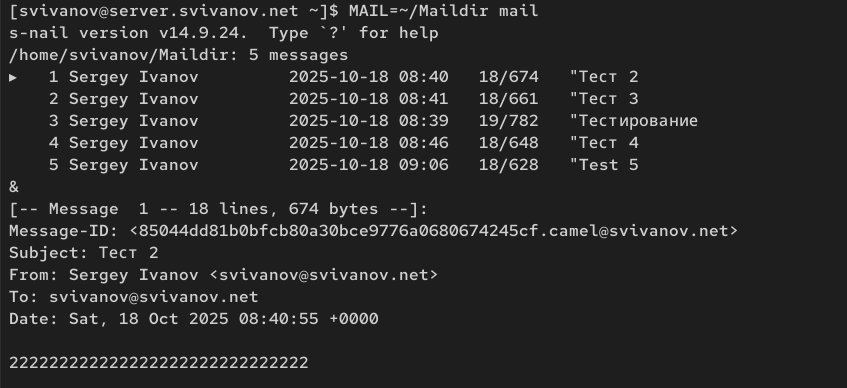 [svivanov@server.svivanov.net ~]$ MAIL=~/Maildir mail
s-nail version v14.9.24.  Type `?' for help
/home/svivanov/Maildir: 5 messages
▸   1 Sergey Ivanov         2025-10-18 08:40   18/674   "Тест 2
    2 Sergey Ivanov         2025-10-18 08:41   18/661   "Тест 3
    3 Sergey Ivanov         2025-10-18 08:39   19/782   "Тестирование
    4 Sergey Ivanov         2025-10-18 08:46   18/648   "Тест 4
    5 Sergey Ivanov         2025-10-18 09:06   18/628   "Test 5
&
[-- Message  1 -- 18 lines, 674 bytes --]:
Message-ID: <85044dd81b0bfcb80a30bce9776a0680674245cf.camel@svivanov.net>
Subject: Тест 2
From: Sergey Ivanov <svivanov@svivanov.net>
To: svivanov@svivanov.net
Date: Sat, 18 Oct 2025 08:40:55 +0000

222222222222222222222222222222